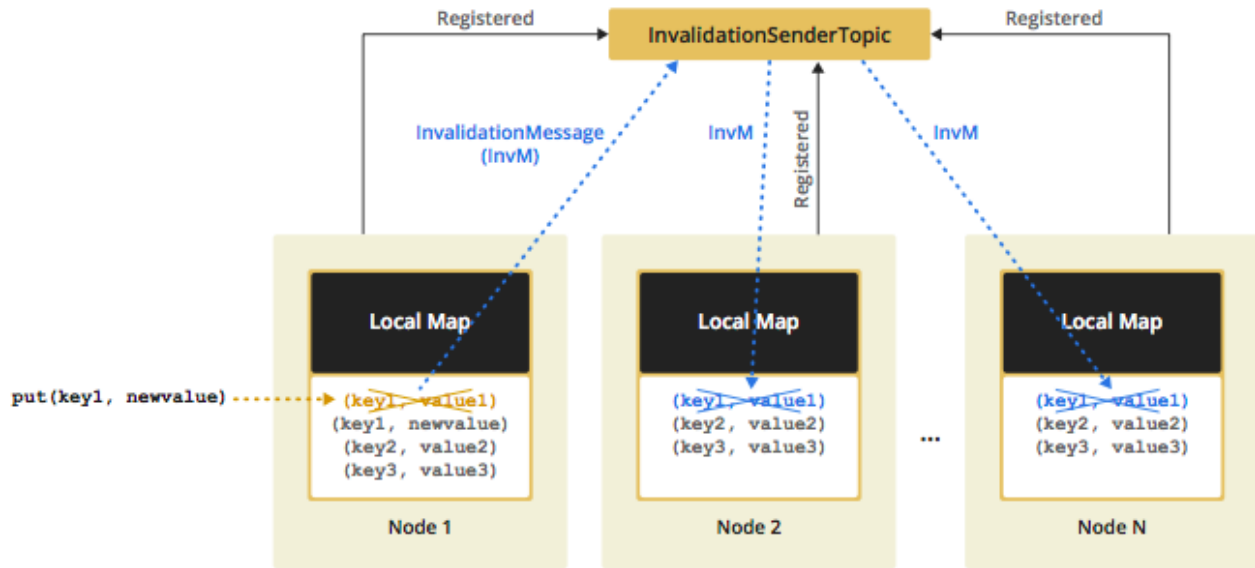 Registered
InvalidationSenderTopic
Registered
InvalidationMessage
(InvM)
InvM
Registered
InvM
Local Map
Local Map
Local Map
put(key1, newvalue)
(key1, value1)
(key1, newvalue)
(key2, value2)
(key3, value3)
(key1, value1)
(key2, value2)
(key3, value3)
...
(key1, value1)
(key2, value2)
(key3, value3)
Node 1
Node 2
Node N